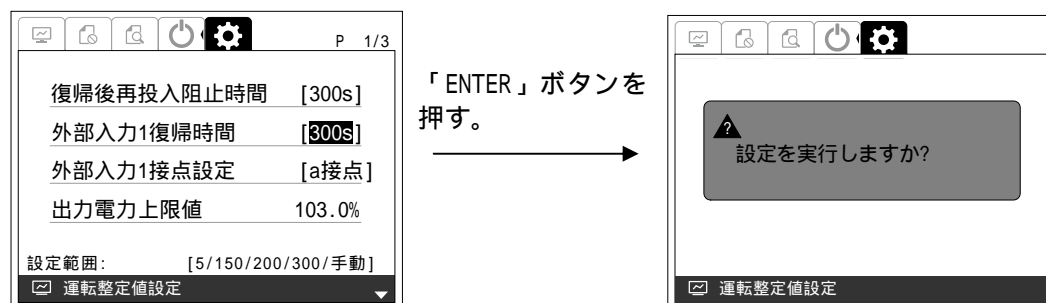 P 1/3
復帰後再投入阻止時間 [300s]
外部入力1復帰時間 [300s]
外部入力1接点設定 [a接点]
出力電力上限値 103.0%
設定範囲: [5/150/200/300/手動]
運転整定値設定
「ENTER」ボタンを
押す。
?
設定を実行しますか?
運転整定値設定